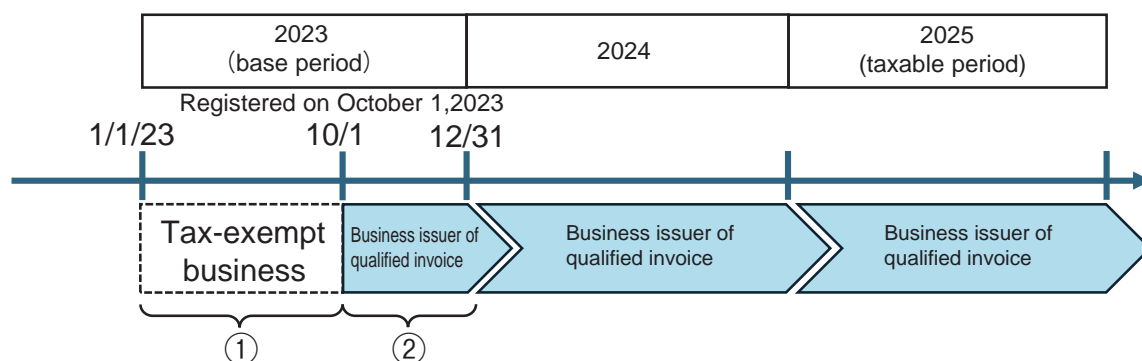 2023
（base period）
2024
2025
(taxable period)
Registered on October 1,2023
1/1/23
10/1
12/31
Tax-exempt
business
Business issuer of
qualified invoice
Business issuer of
qualified invoice
Business issuer of
qualified invoice
①
②